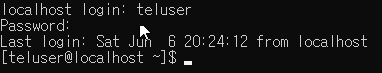 localhost login: teluser
Password:
Last login: Sat Jun  6 20:24:12 from localhost
[teluser@localhost ~]$